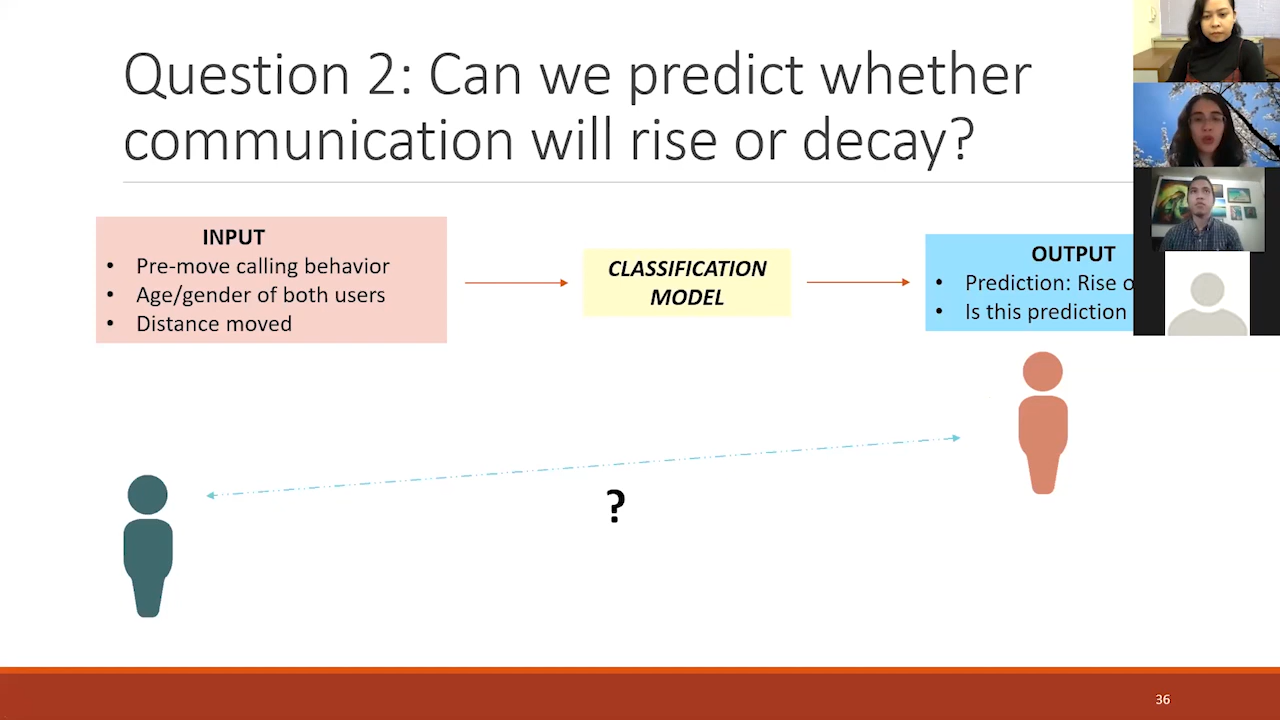 Question 2: Can we predict whether
communication will rise or decay?
INPUT
• Pre-move calling behavior
• Age/gender of both users
• Distance moved
CLASSIFICATION
MODEL
OUTPUT
• Prediction: Rise
• Is this prediction
?
36